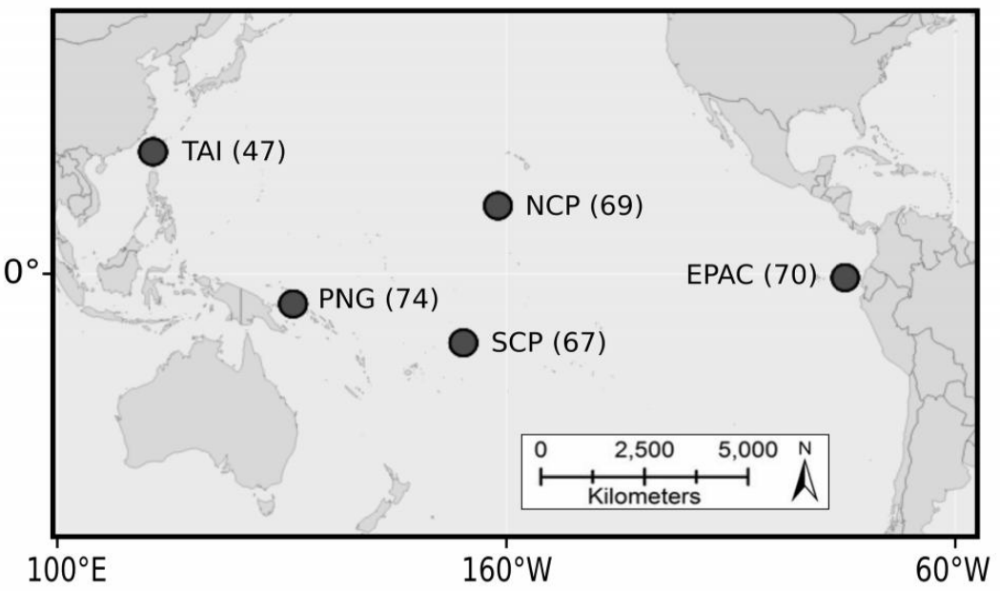 TAI (47)
NCP (69)
0°
EPAC (70)
PNG (74)
SCP (67)
0 2,500 5,000 N
Kilometers
100°E 160°W 60°W